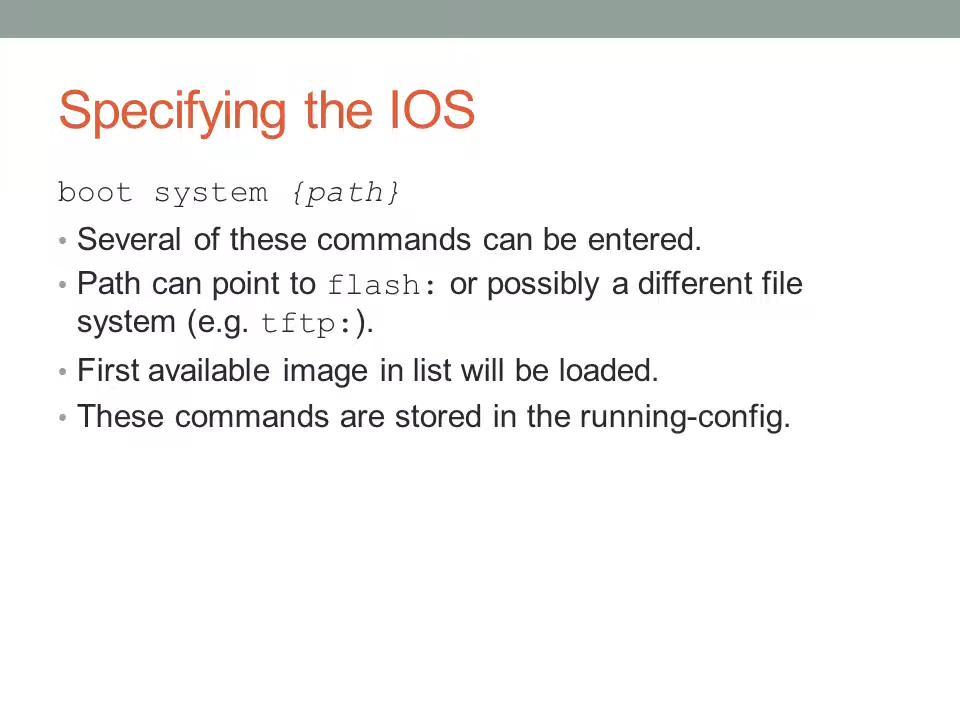 Specifying the IOS
boot system {path}
• Several of these commands can be entered.
• Path can point to flash: or possibly a different file
system (e.g. tftp:).
• First available image in list will be loaded.
• These commands are stored in the running-config.